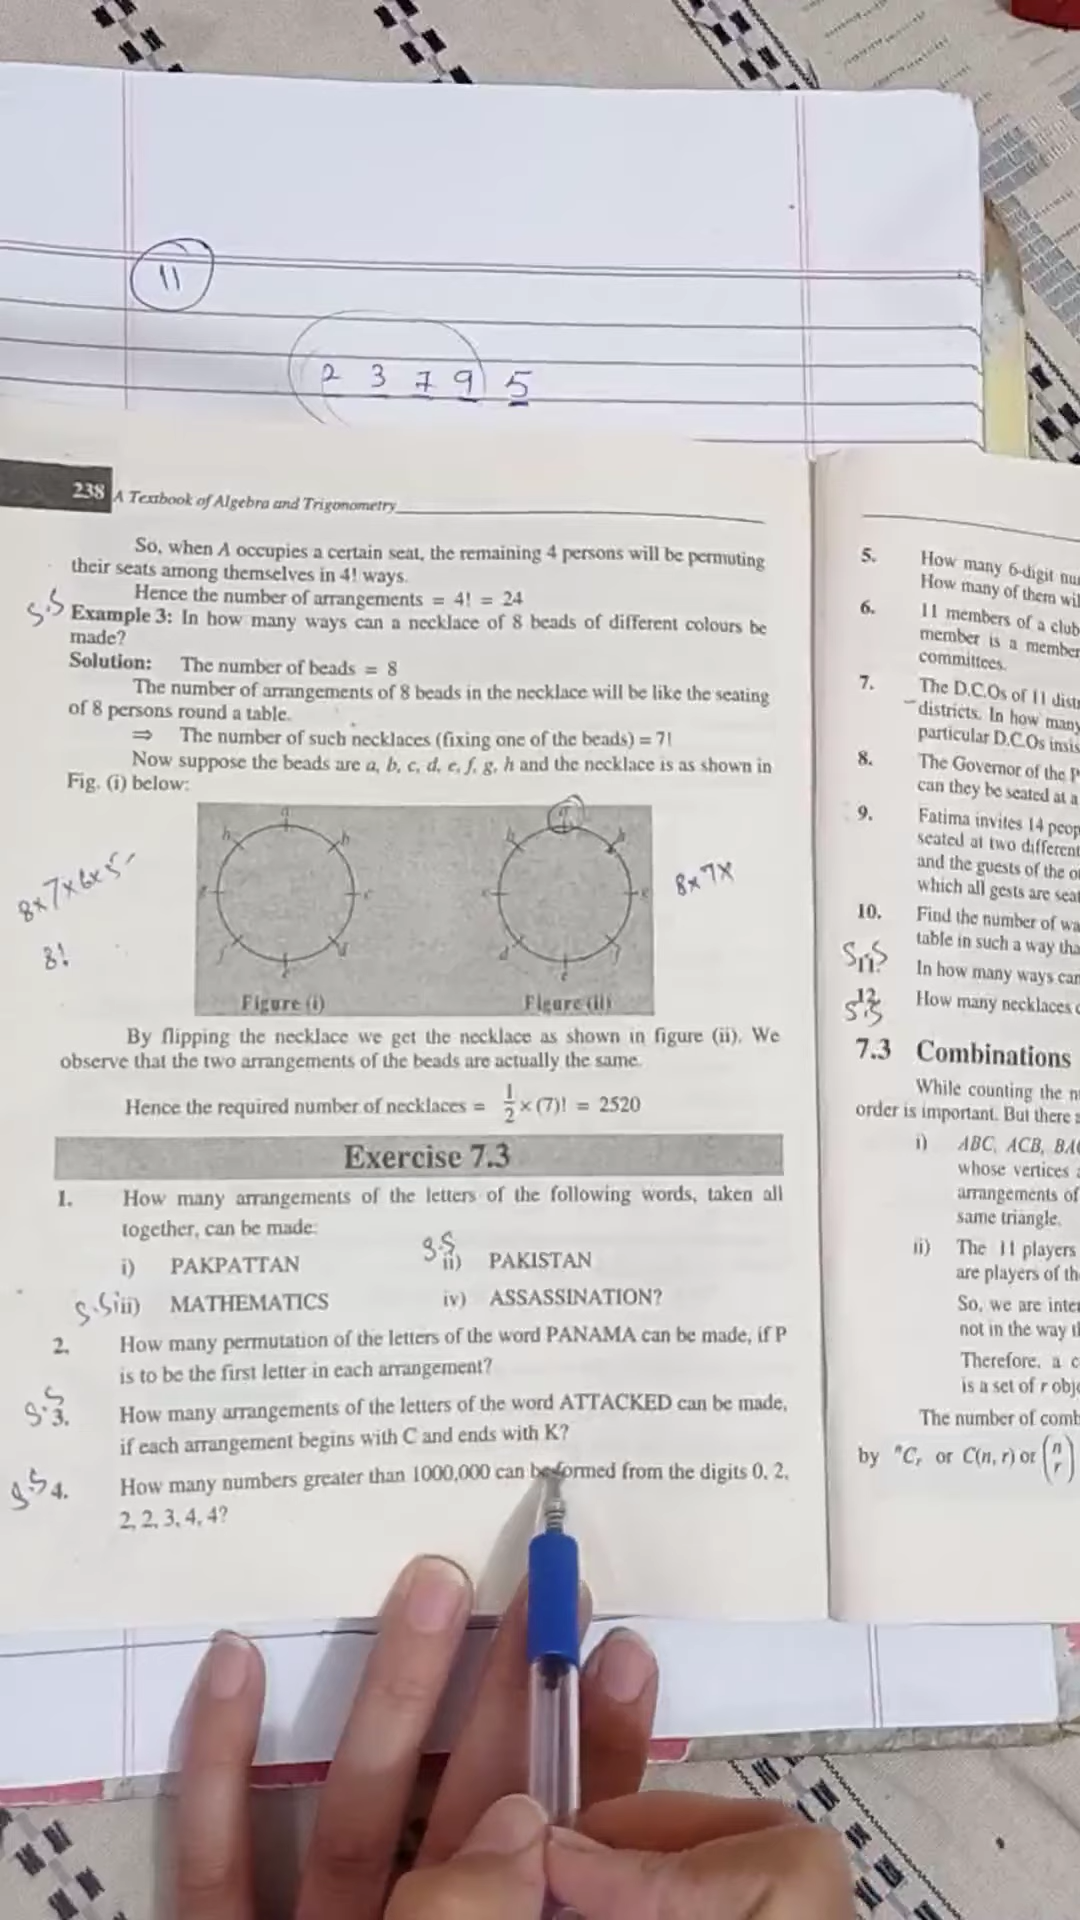 11
2 3 7 9 5
238 A Textbook of Algebra and Trigonometry
So, when A occupies a certain seat, the remaining 4 persons will be permuting
their seats among themselves in 4! ways.
Hence the number of arrangements = 4! = 24
S.S Example 3: In how many ways can a necklace of 8 beads of different colours be
made?
Solution: The number of beads = 8
The number of arrangements of 8 beads in the necklace will be like the seating
of 8 persons round a table.
⇒ The number of such necklaces (fixing one of the beads) = 7!
Now suppose the beads are a, b, c, d, e, f, g, h and the necklace is as shown in
Fig. (i) below:
8x7x6x5-
8!
8x7x
Figure (i) Figure (ii)
By flipping the necklace we get the necklace as shown in figure (ii). We
observe that the two arrangements of the beads are actually the same.
Hence the required number of necklaces = 1/2 × (7)! = 2520
Exercise 7.3
1. How many arrangements of the letters of the following words, taken all
together, can be made:
i) PAKPATTAN S.S ii) PAKISTAN
S.S iii) MATHEMATICS iv) ASSASSINATION?
2. How many permutation of the letters of the word PANAMA can be made, if P
is to be the first letter in each arrangement?
S.S 3. How many arrangements of the letters of the word ATTACKED can be made,
if each arrangement begins with C and ends with K?
S.S 4. How many numbers greater than 1000,000 can be formed from the digits 0, 2,
2, 2, 3, 4, 4?
5. How many 6-digit
How many of them
6. 11 members of a club
member is a member
committees.
7. The D.C.Os of 11
districts. In how many
particular D.C.Os
8. The Governor of the
can they be seated at a
9. Fatima invites 14
seated at two different
and the guests of the
which all gests are
10. Find the number of
table in such a way
S.S 11. In how many ways
S.S 12. How many necklaces
7.3 Combinations
While counting the
order is important. But there
i) ABC, ACB,
whose vertices
arrangements of
same triangle.
ii) The 11 players
are players of
So, we are
not in the way
Therefore, a
is a set of r
The number of
by ⁿCr or C(n, r) or (n r)